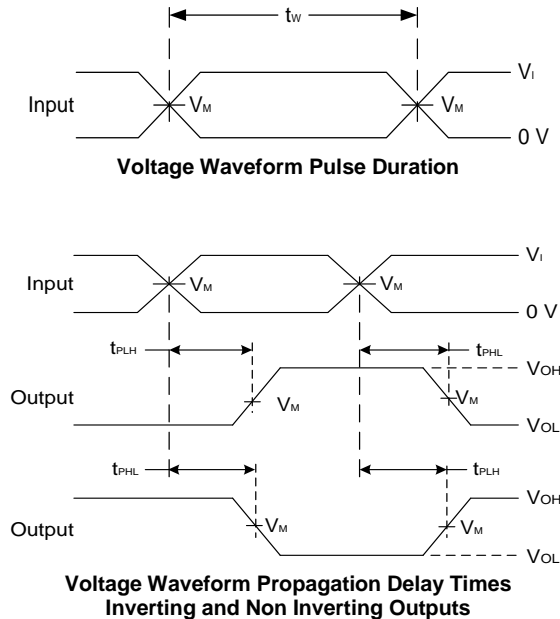 tW
VI
Input
VM
VM
0 V
Voltage Waveform Pulse Duration
VI
Input
VM
VM
0 V
tPLH
tPHL
VOH
Output
VM
VM
VOL
tPHL
tPLH
VOH
Output
VM
VM
VOL
Voltage Waveform Propagation Delay Times
Inverting and Non Inverting Outputs